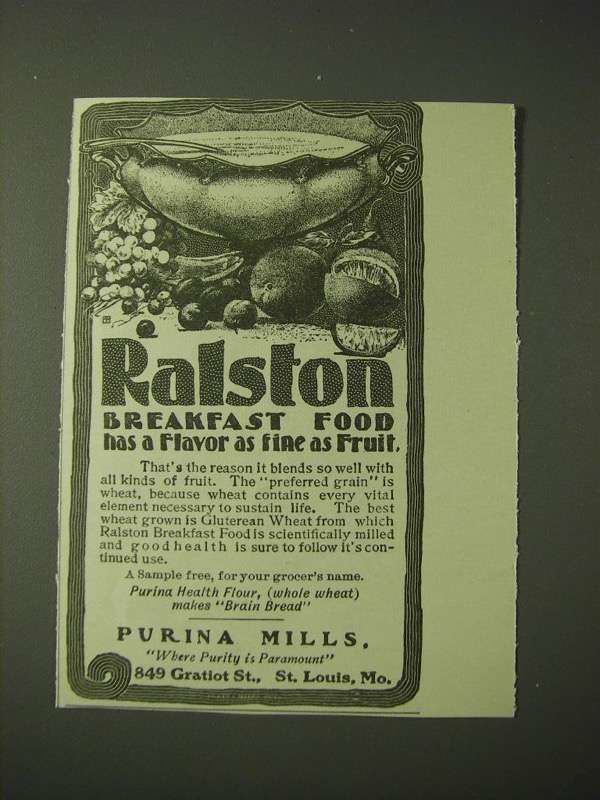 Ralston
BREAKFAST FOOD
has a Flavor as fine as Fruit.
That's the reason it blends so well with
all kinds of fruit. The "preferred grain" is
wheat, because wheat contains every vital
element necessary to sustain life. The best
wheat grown is Gluterean Wheat from which
Ralston Breakfast Food is scientifically milled
and good health is sure to follow it's con-
tinued use.
A Sample free, for your grocer's name.
Purina Health Flour, (whole wheat)
makes "Brain Bread"
PURINA MILLS,
"Where Purity is Paramount"
849 Gratiot St., St. Louis, Mo.